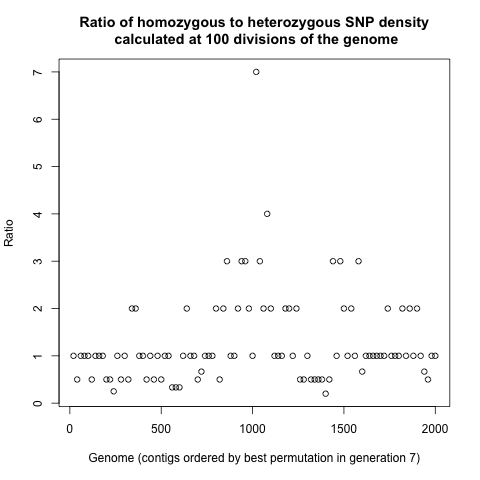 Ratio of homozygous to heterozygous SNP density
calculated at 100 divisions of the genome
7
6
5
4
3
2
1
0
Ratio
0 500 1000 1500 2000
Genome (contigs ordered by best permutation in generation 7)